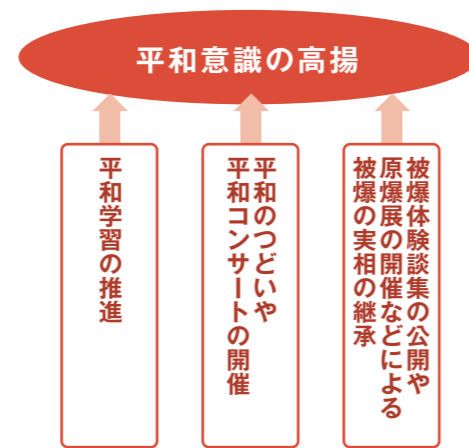 平和意識の高揚
平和学習の推進
平和のつどいや
平和コンサートの開催
被爆体験談集の公開や
原爆展の開催などによる
被爆の実相の継承